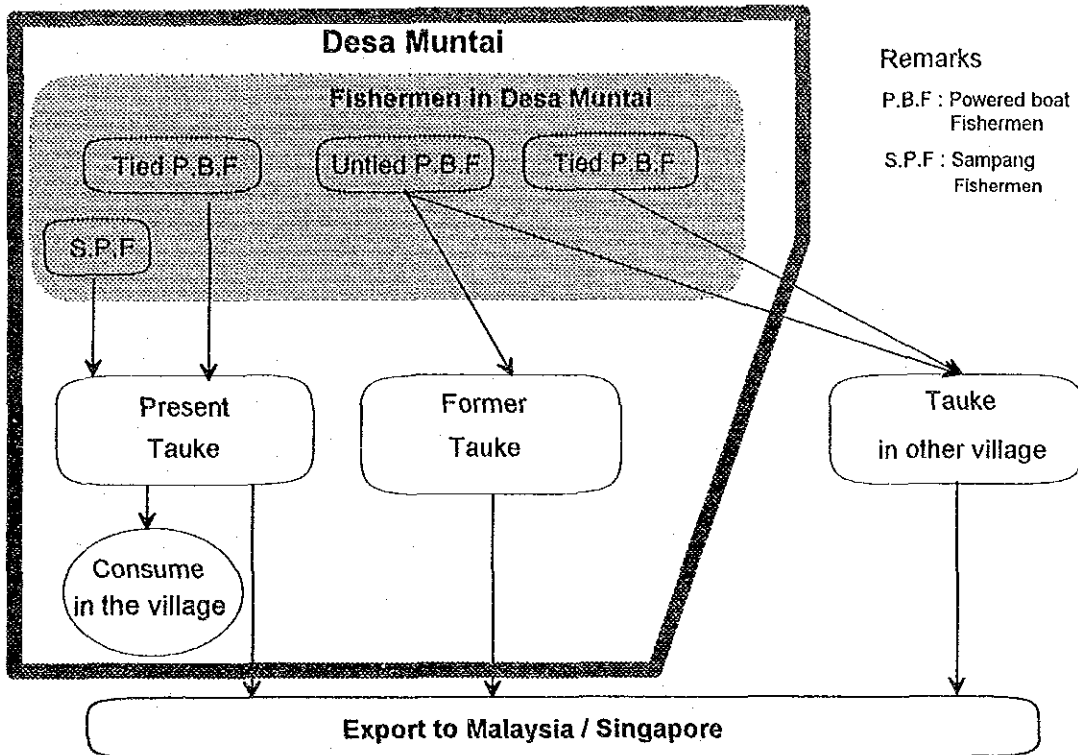 Desa Muntai
Fishermen in Desa Muntai
Tied P.B.F
Untied P.B.F
Tied P.B.F
S.P.F
Present
Tauke
Former
Tauke
Tauke
in other village
Consume
in the village
Export to Malaysia / Singapore
Remarks
P.B.F : Powered boat
Fishermen
S.P.F : Sampang
Fishermen